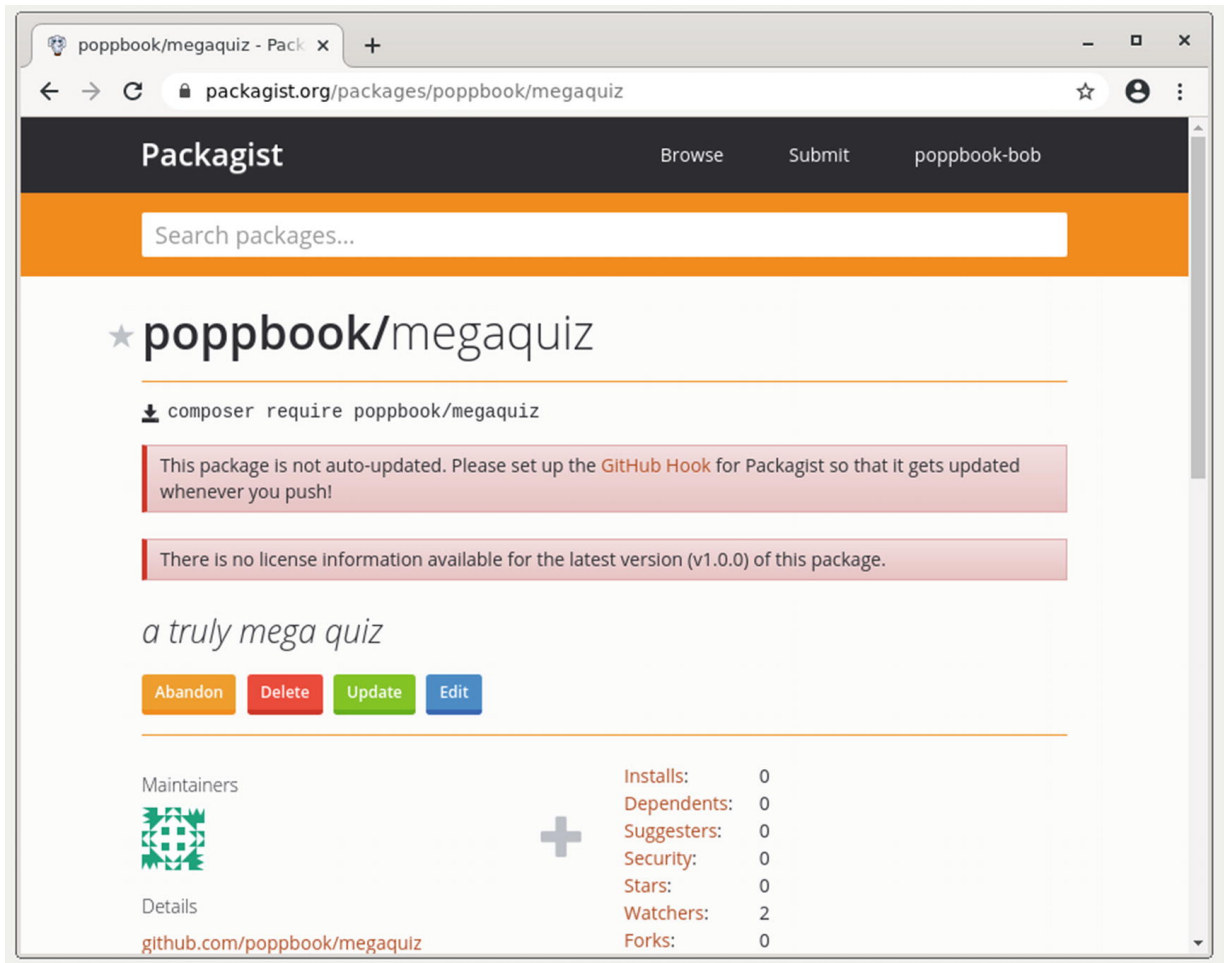 poppbook/megaquiz - Pack
packagist.org/packages/poppbook/megaquiz
Packagist
Browse
Submit
poppbook-bob
Search packages...
poppbook/megaquiz
composer require poppbook/megaquiz
This package is not auto-updated. Please set up the GitHub Hook for Packagist so that it gets updated
whenever you push!
There is no license information available for the latest version (v1.0.0) of this package.
a truly mega quiz
Abandon
Delete
Update
Edit
Maintainers
Details
github.com/poppbook/megaquiz
Installs: 0
Dependents: 0
Suggesters: 0
Security: 0
Stars: 0
Watchers: 2
Forks: 0